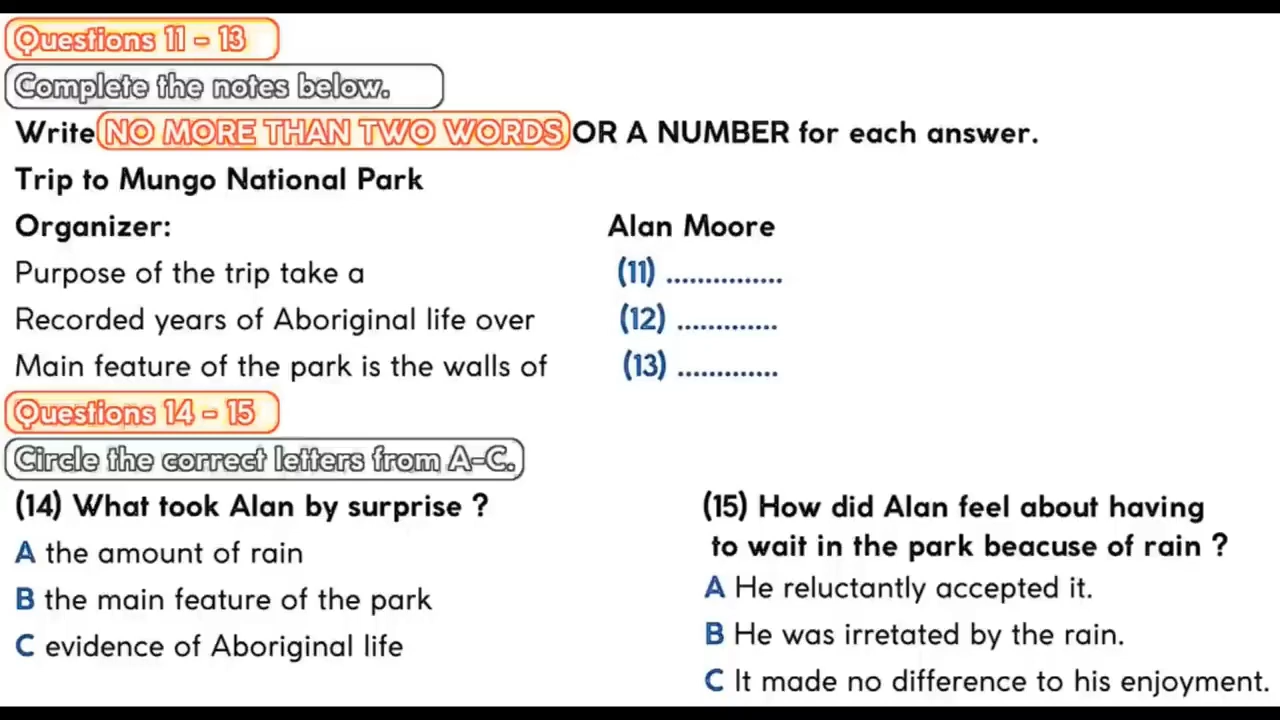 Questions 11 - 13
Complete the notes below.
Write NO MORE THAN TWO WORDS OR A NUMBER for each answer.
Trip to Mungo National Park
Organizer: Alan Moore
Purpose of the trip take a (11) ...............
Recorded years of Aboriginal life over (12) .............
Main feature of the park is the walls of (13) .............
Questions 14 - 15
Circle the correct letters from A-C.
(14) What took Alan by surprise ?
A the amount of rain
B the main feature of the park
C evidence of Aboriginal life
(15) How did Alan feel about having
to wait in the park beacuse of rain ?
A He reluctantly accepted it.
B He was irretated by the rain.
C It made no difference to his enjoyment.